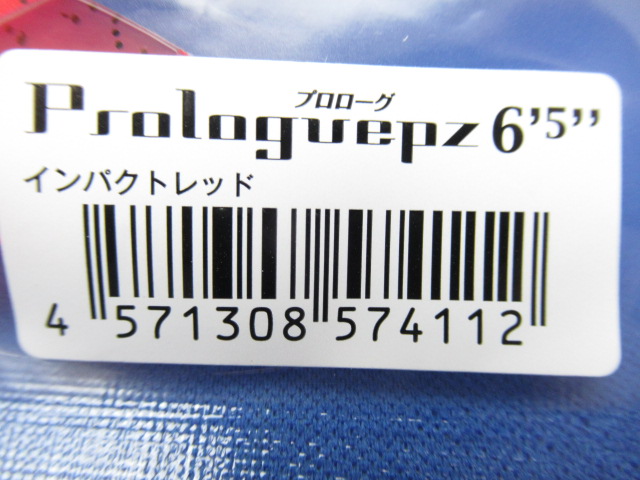 プロローグ
Prologuepz 6'5''
インパクトレッド
4 571308 574112